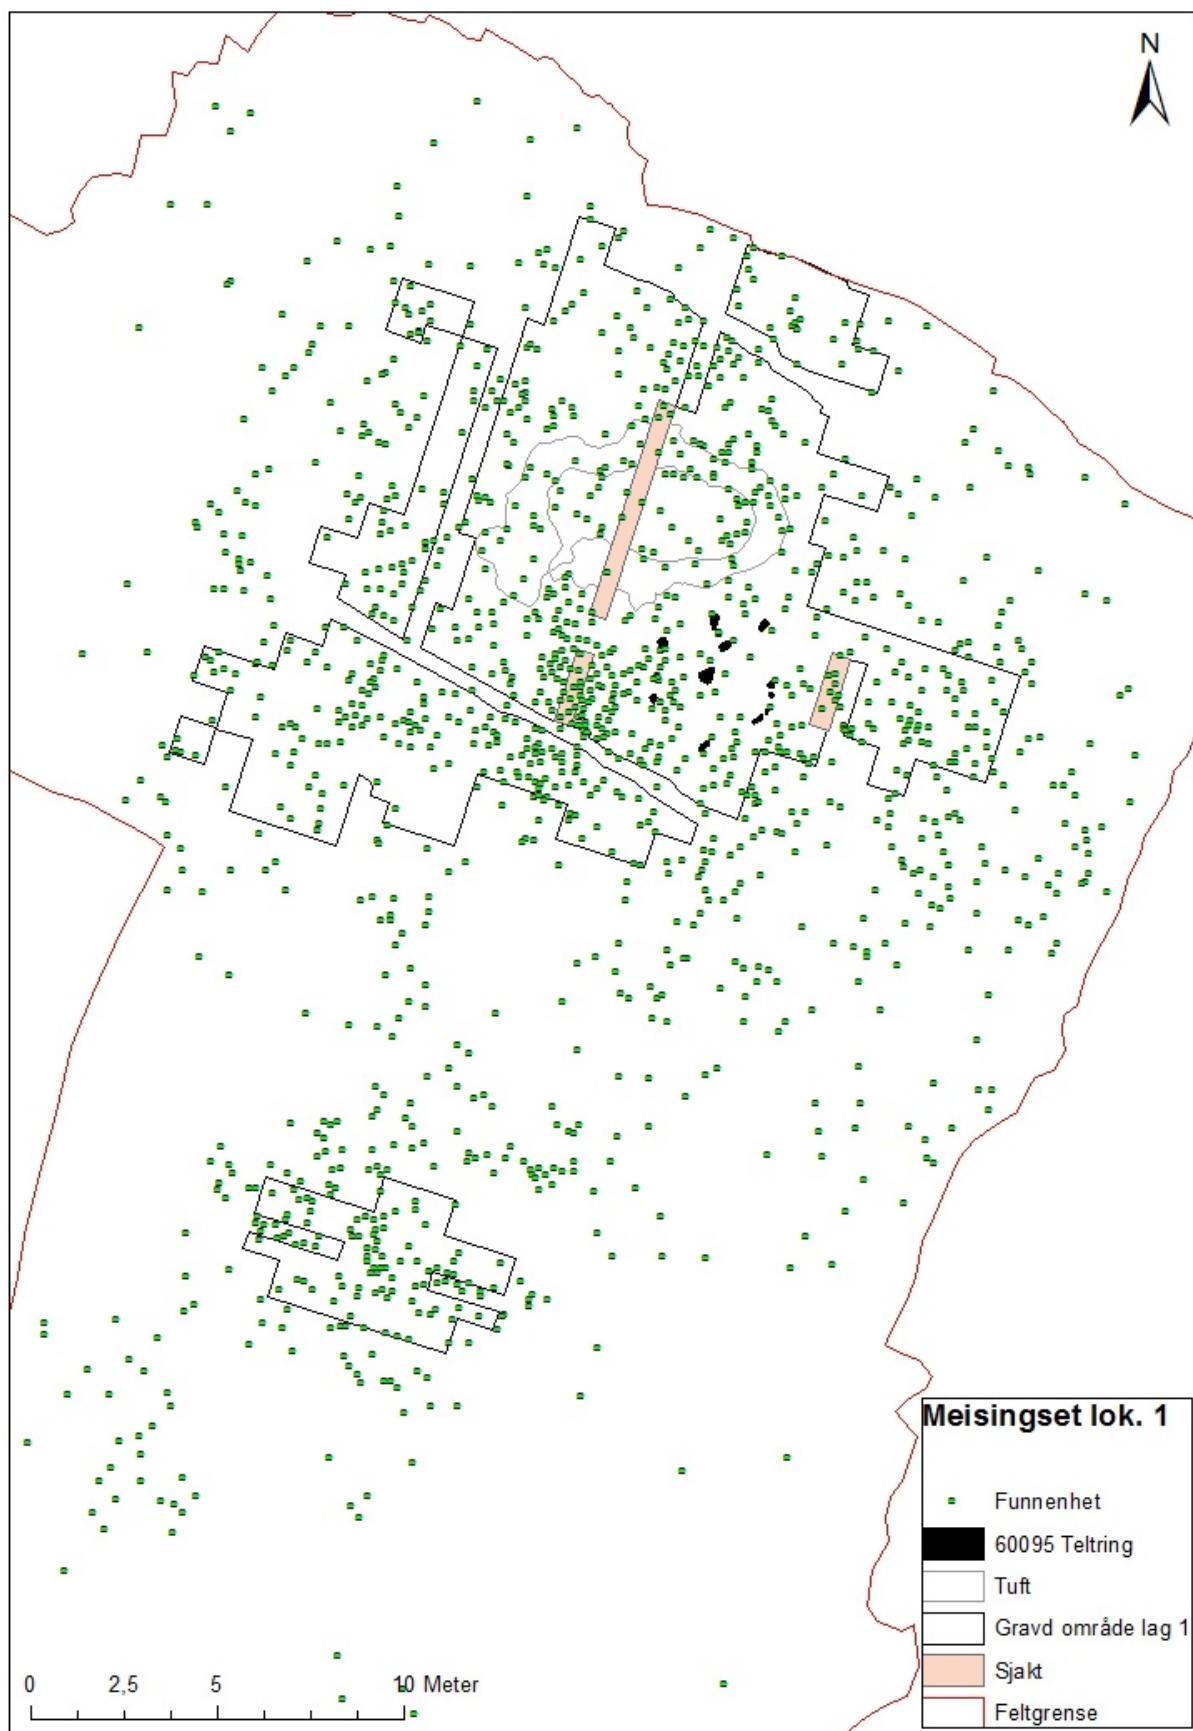 N
Meisingset lok. 1
Funnenhet
60095 Teltring
Tuft
Gravd område lag 1
Sjakt
Feltgrense
0 2,5 5 10 Meter